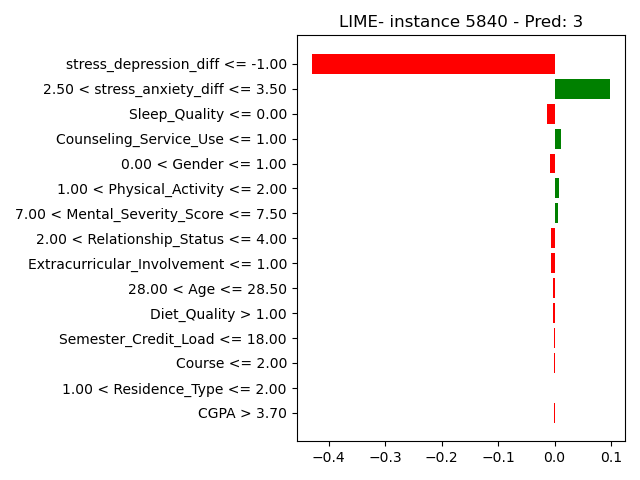 LIME- instance 5840 - Pred: 3
stress_depression_diff <= -1.00
2.50 < stress_anxiety_diff <= 3.50
Sleep_Quality <= 0.00
Counseling_Service_Use <= 1.00
0.00 < Gender <= 1.00
1.00 < Physical_Activity <= 2.00
7.00 < Mental_Severity_Score <= 7.50
2.00 < Relationship_Status <= 4.00
Extracurricular_Involvement <= 1.00
28.00 < Age <= 28.50
Diet_Quality > 1.00
Semester_Credit_Load <= 18.00
Course <= 2.00
1.00 < Residence_Type <= 2.00
CGPA > 3.70
−0.4 −0.3 −0.2 −0.1 0.0 0.1